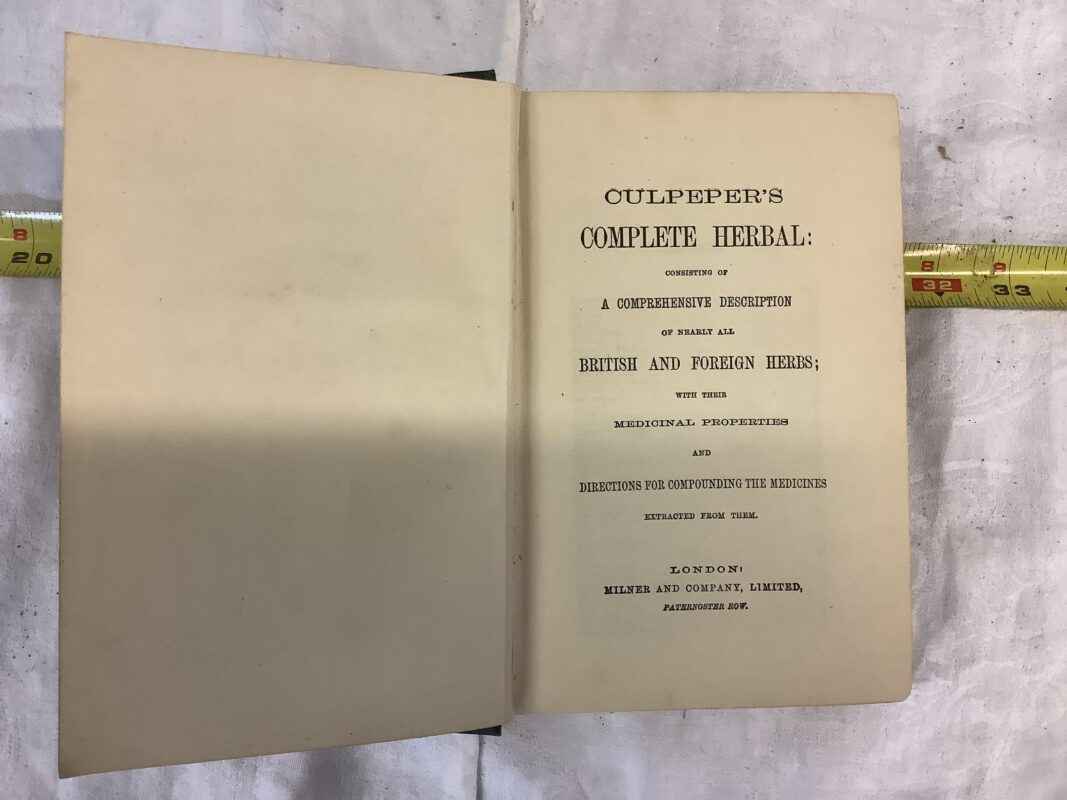 CULPEPER'S
COMPLETE HERBAL:
CONSISTING OF
A COMPREHENSIVE DESCRIPTION
OF NEARLY ALL
BRITISH AND FOREIGN HERBS;
WITH THEIR
MEDICINAL PROPERTIES
AND
DIRECTIONS FOR COMPOUNDING THE MEDICINES
EXTRACTED FROM THEM.
LONDON:
MILNER AND COMPANY, LIMITED,
PATERNOSTER ROW.
8
20
8 9
32 33